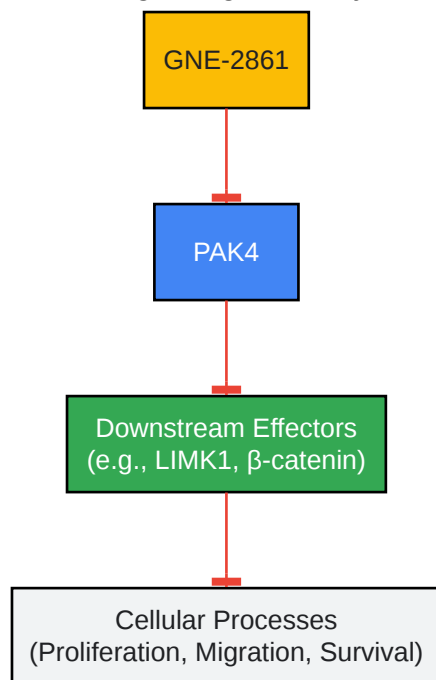 GNE-2861
PAK4
Downstream Effectors
(e.g., LIMK1, β-catenin)
Cellular Processes
(Proliferation, Migration, Survival)